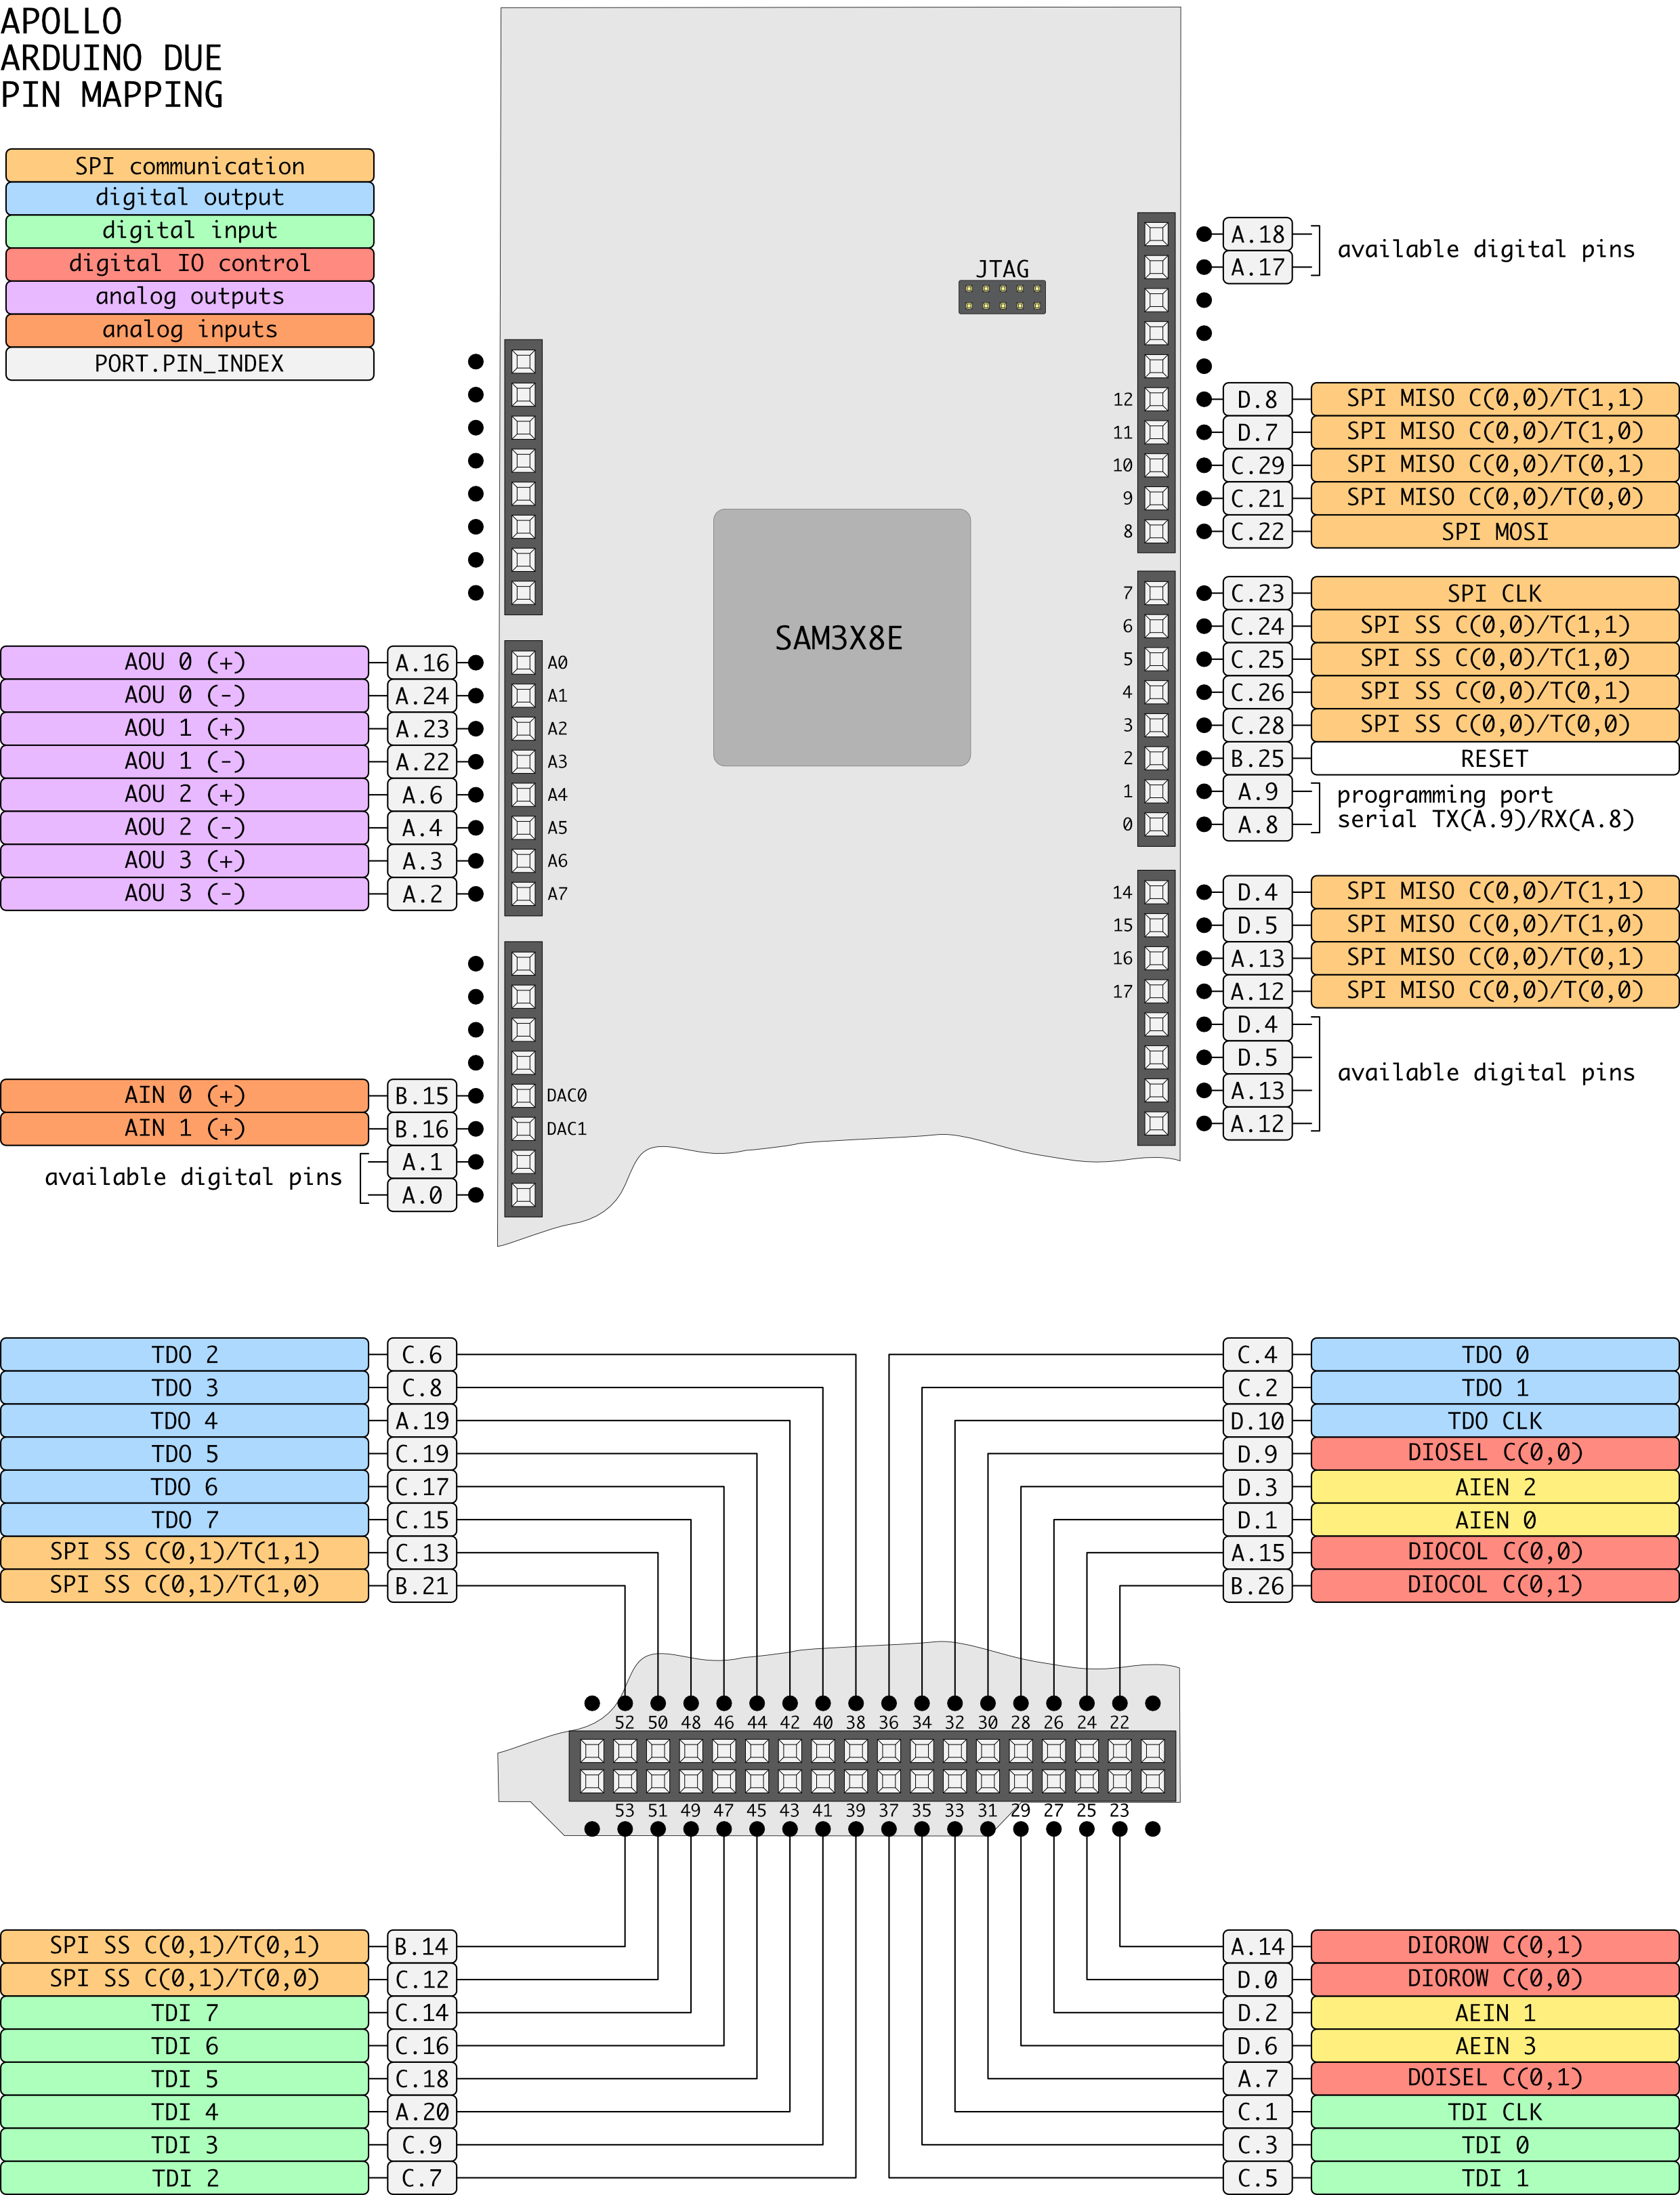 APOLLO
ARDUINO DUE
PIN MAPPING
SPI communication
digital output
digital input
digital IO control
analog outputs
analog inputs
PORT.PIN_INDEX
JTAG
SAM3X8E
A.18
A.17
available digital pins
12 D.8 SPI MISO C(0,0)/T(1,1)
11 D.7 SPI MISO C(0,0)/T(1,0)
10 C.29 SPI MISO C(0,0)/T(0,1)
9 C.21 SPI MISO C(0,0)/T(0,0)
8 C.22 SPI MOSI
7 C.23 SPI CLK
6 C.24 SPI SS C(0,0)/T(1,1)
5 C.25 SPI SS C(0,0)/T(1,0)
4 C.26 SPI SS C(0,0)/T(0,1)
3 C.28 SPI SS C(0,0)/T(0,0)
2 B.25 RESET
1 A.9
0 A.8
programming port
serial TX(A.9)/RX(A.8)
14 D.4 SPI MISO C(0,0)/T(1,1)
15 D.5 SPI MISO C(0,0)/T(1,0)
16 A.13 SPI MISO C(0,0)/T(0,1)
17 A.12 SPI MISO C(0,0)/T(0,0)
D.4
D.5
A.13
A.12
available digital pins
AOU 0 (+) A.16 A0
AOU 0 (-) A.24 A1
AOU 1 (+) A.23 A2
AOU 1 (-) A.22 A3
AOU 2 (+) A.6 A4
AOU 2 (-) A.4 A5
AOU 3 (+) A.3 A6
AOU 3 (-) A.2 A7
AIN 0 (+) B.15 DAC0
AIN 1 (+) B.16 DAC1
available digital pins
A.1
A.0
TDO 2 C.6
TDO 3 C.8
TDO 4 A.19
TDO 5 C.19
TDO 6 C.17
TDO 7 C.15
SPI SS C(0,1)/T(1,1) C.13
SPI SS C(0,1)/T(1,0) B.21
C.4 TDO 0
C.2 TDO 1
D.10 TDO CLK
D.9 DIOSEL C(0,0)
D.3 AIEN 2
D.1 AIEN 0
A.15 DIOCOL C(0,0)
B.26 DIOCOL C(0,1)
52 50 48 46 44 42 40 38 36 34 32 30 28 26 24 22
53 51 49 47 45 43 41 39 37 35 33 31 29 27 25 23
SPI SS C(0,1)/T(0,1) B.14
SPI SS C(0,1)/T(0,0) C.12
TDI 7 C.14
TDI 6 C.16
TDI 5 C.18
TDI 4 A.20
TDI 3 C.9
TDI 2 C.7
A.14 DIOROW C(0,1)
D.0 DIOROW C(0,0)
D.2 AEIN 1
D.6 AEIN 3
A.7 DOISEL C(0,1)
C.1 TDI CLK
C.3 TDI 0
C.5 TDI 1